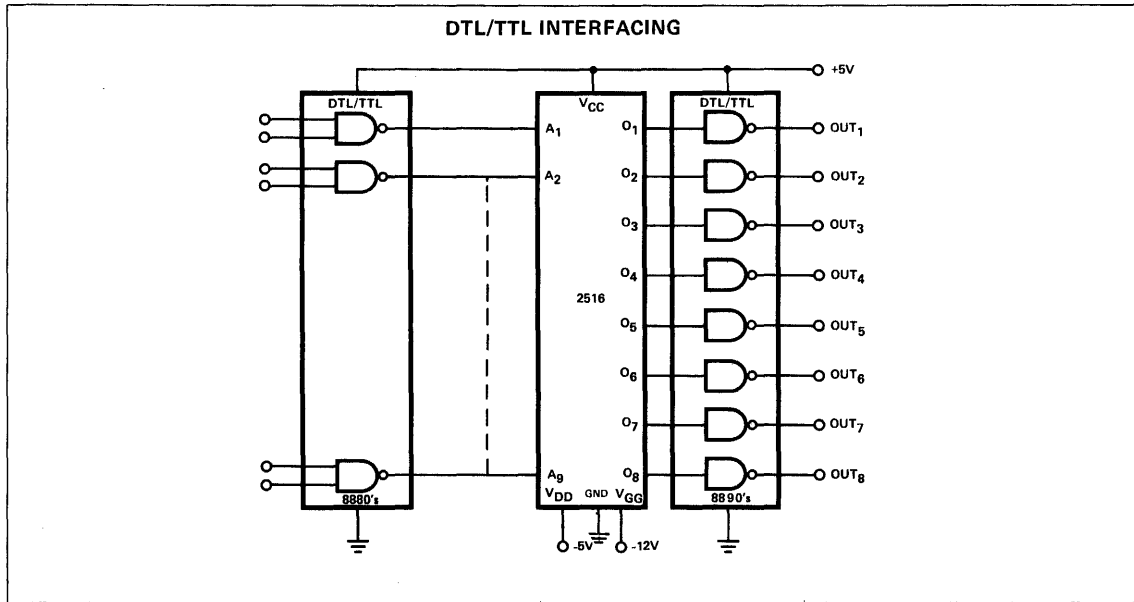 DTL/TTL INTERFACING
+5V
DTL/TTL
VCC
DTL/TTL
A1
O1
OUT1
A2
O2
OUT2
O3
OUT3
O4
OUT4
2516
O5
OUT5
O6
OUT6
O7
OUT7
A9
O8
OUT8
8880's
VDD
GND
VGG
8890's
-5V
-12V